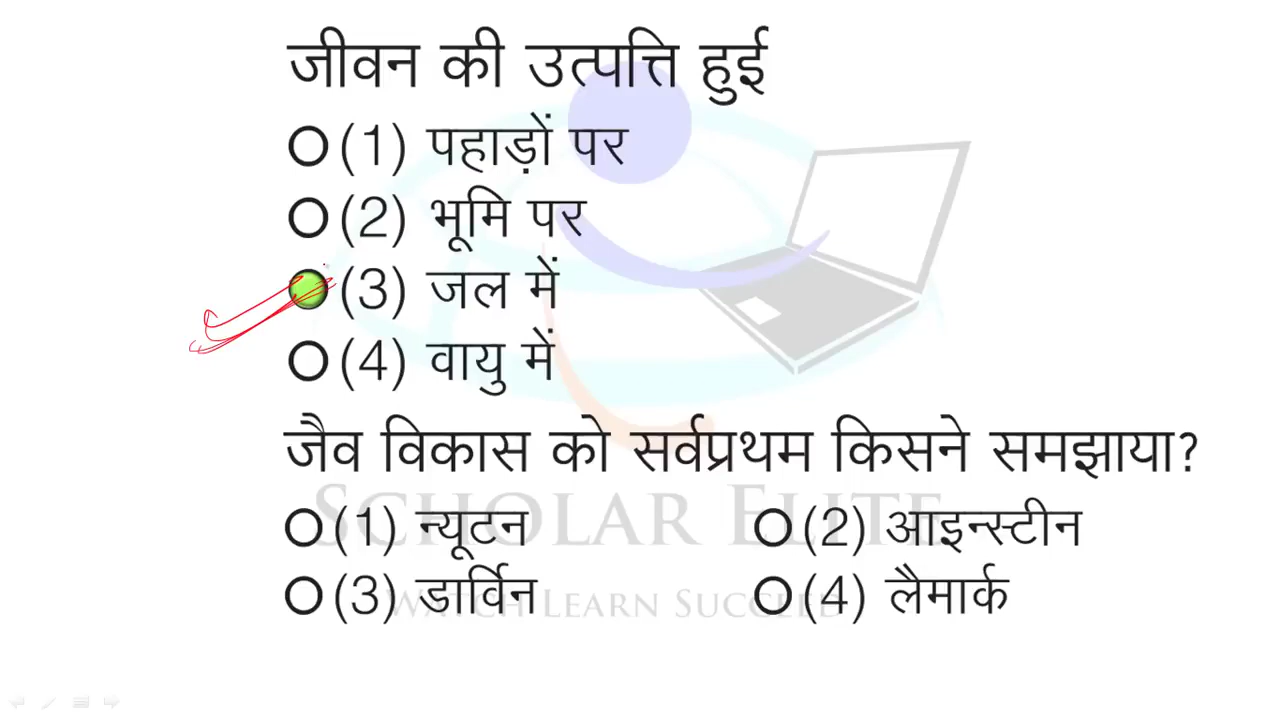 जीवन की उत्पत्ति हुई
(1) पहाड़ों पर
(2) भूमि पर
(3) जल में
(4) वायु में
जैव विकास को सर्वप्रथम किसने समझाया?
SCHOLAR ELITE
(1) न्यूटन (2) आइन्स्टीन
(3) डार्विन (4) लैमार्क
WATCH LEARN SUCCEED